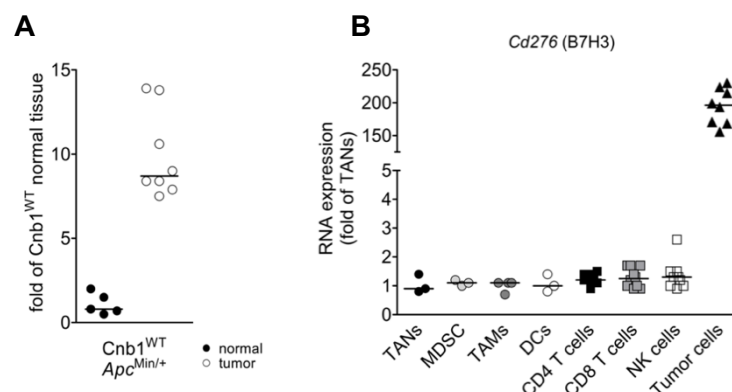 A
fold of Cnb1WT normal tissue
15
10
5
0
Cnb1WT
ApcMin/+
normal
tumor
B
Cd276 (B7H3)
RNA expression
(fold of TANs)
250
200
150
5
4
3
2
1
0
TANs
MDSC
TAMs
DCs
CD4 T cells
CD8 T cells
NK cells
Tumor cells